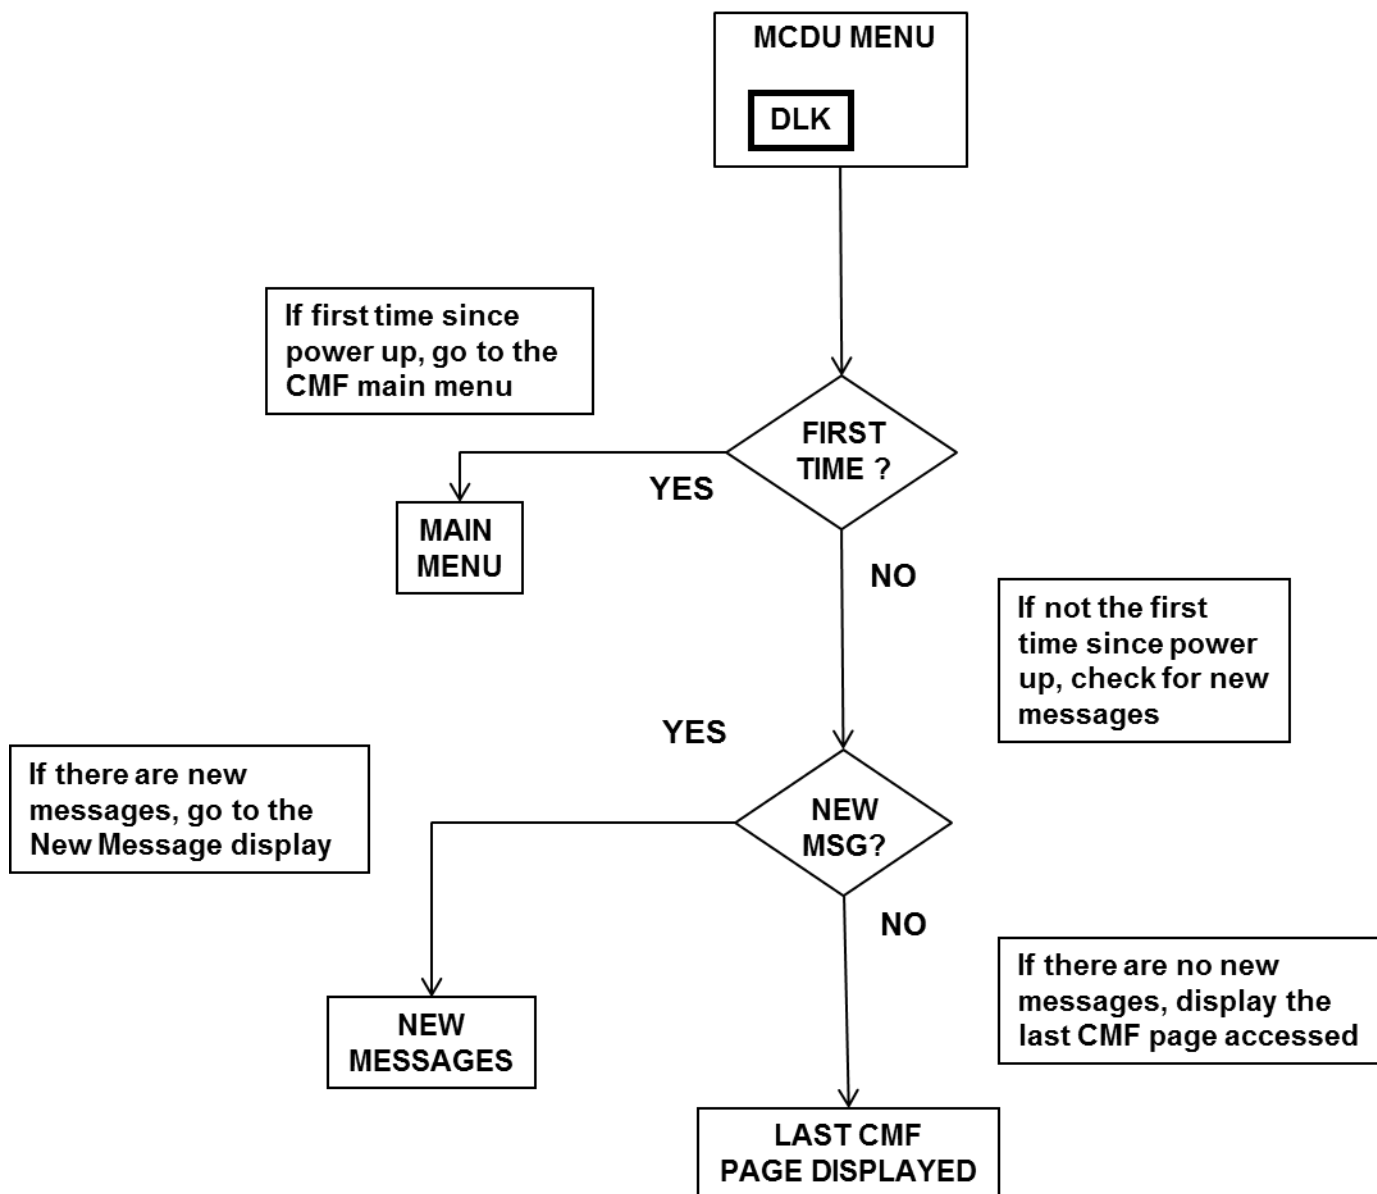 MCDU MENU
DLK
If first time since
power up, go to the
CMF main menu
FIRST
TIME ?
YES
MAIN
MENU
NO
If not the first
time since power
up, check for new
messages
YES
If there are new
messages, go to the
New Message display
NEW
MSG?
NO
If there are no new
messages, display the
last CMF page accessed
NEW
MESSAGES
LAST CMF
PAGE DISPLAYED